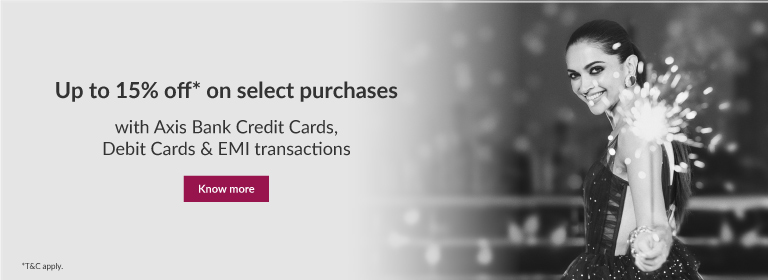 Up to 15% off* on select purchases
with Axis Bank Credit Cards,
Debit Cards & EMI transactions
Know more
*T&C apply.